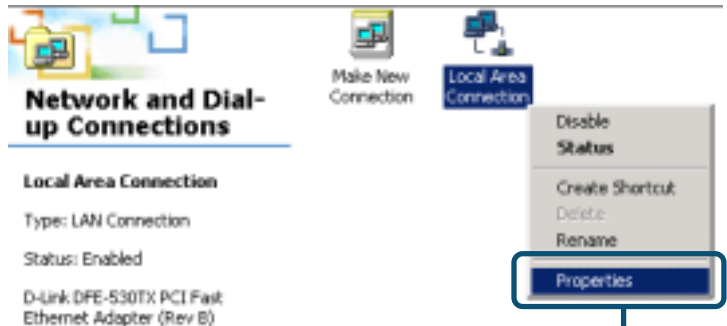 Make New
Connection
Local Area
Connection
Network and Dial-
up Connections
Local Area Connection
Type: LAN Connection
Status: Enabled
D-Link DFE-530TX PCI Fast
Ethernet Adapter (Rev B)
Disable
Status
Create Shortcut
Delete
Rename
Properties